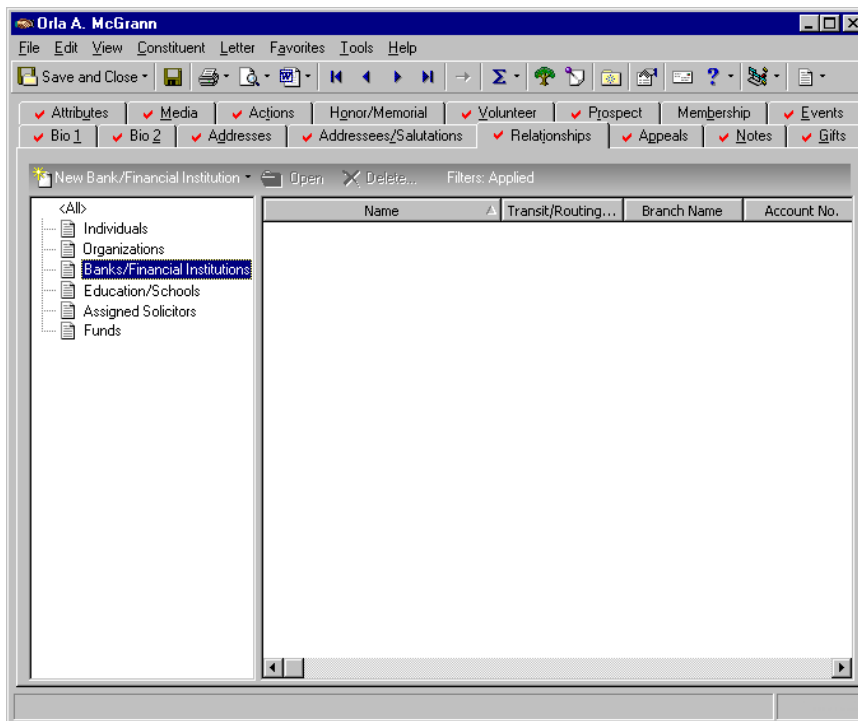 Orla A. McGrann
File Edit View Constituent Letter Favorites Tools Help
Save and Close
Attributes Media Actions Honor/Memorial Volunteer Prospect Membership Events
Bio 1 Bio 2 Addresses Addressees/Salutations Relationships Appeals Notes Gifts
New Bank/Financial Institution Open Delete... Filters: Applied
<All>
Name Transit/Routing... Branch Name Account No.
Individuals
Organizations
Banks/Financial Institutions
Education/Schools
Assigned Solicitors
Funds